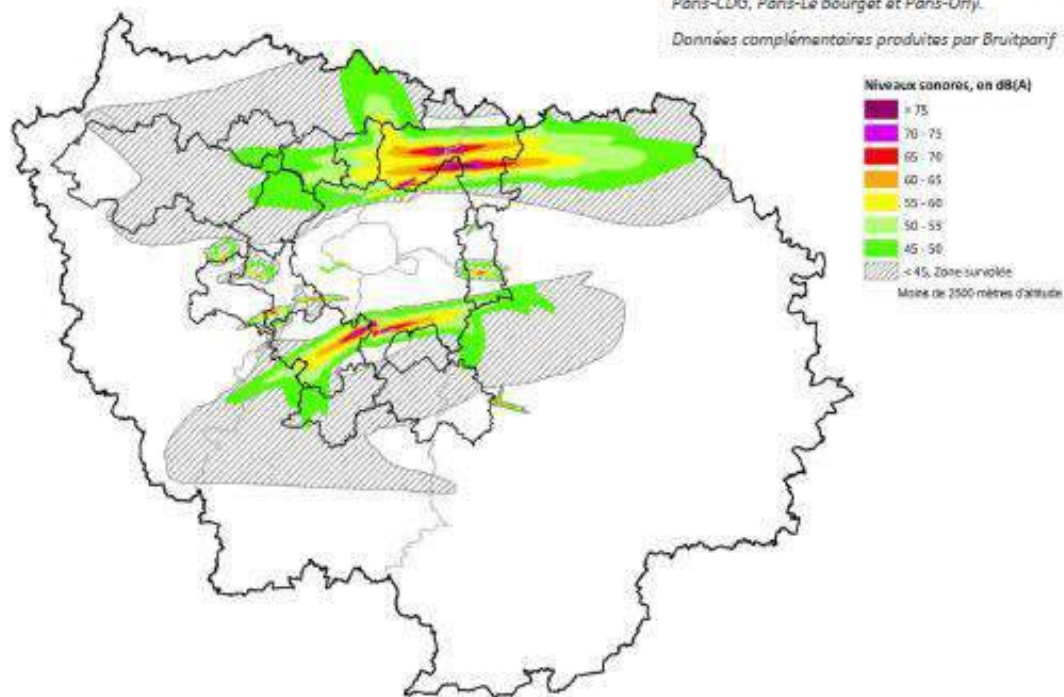 Paris-CDG, Paris-Le Bourget et Paris-Orly.
Données complémentaires produites par Bruitparif
Niveaux sonores, en dB(A)
> 75
70 - 75
65 - 70
60 - 65
55 - 60
50 - 55
45 - 50
< 45, Zone survolée
Moins de 2500 mètres d'altitude